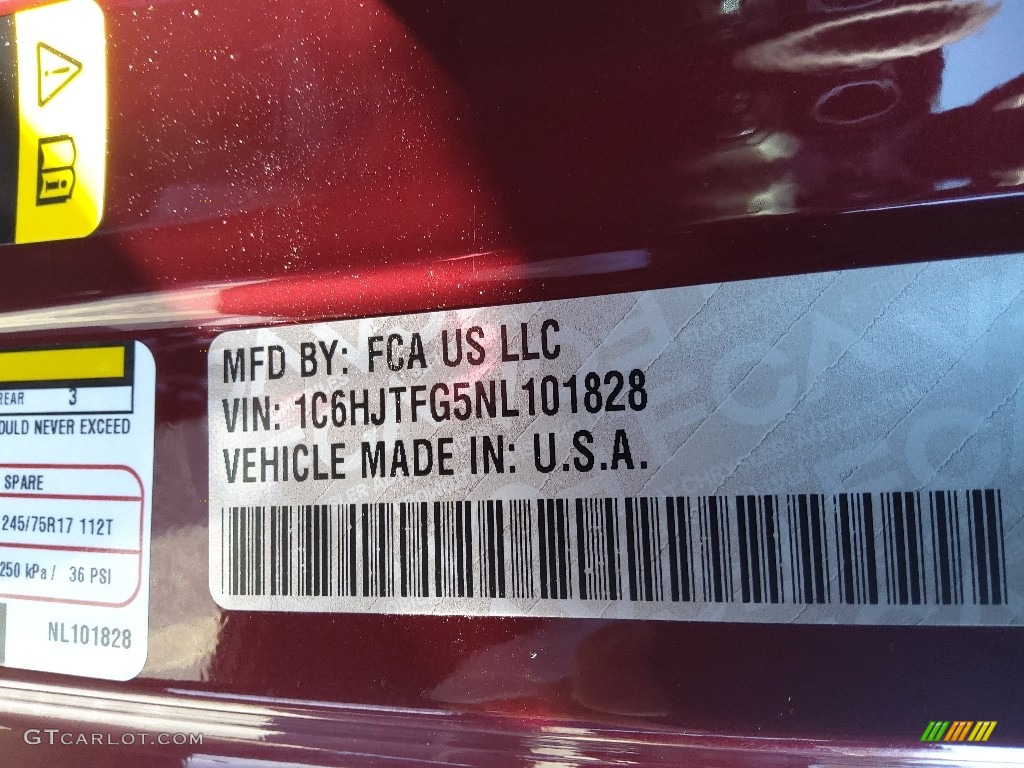 MFD BY: FCA US LLC
VIN: 1C6HJTFG5NL101828
VEHICLE MADE IN: U.S.A.
REAR 3
OULD NEVER EXCEED
SPARE
245/75R17 112T
250 kPa / 36 PSI
NL101828
GTCARLOT.COM